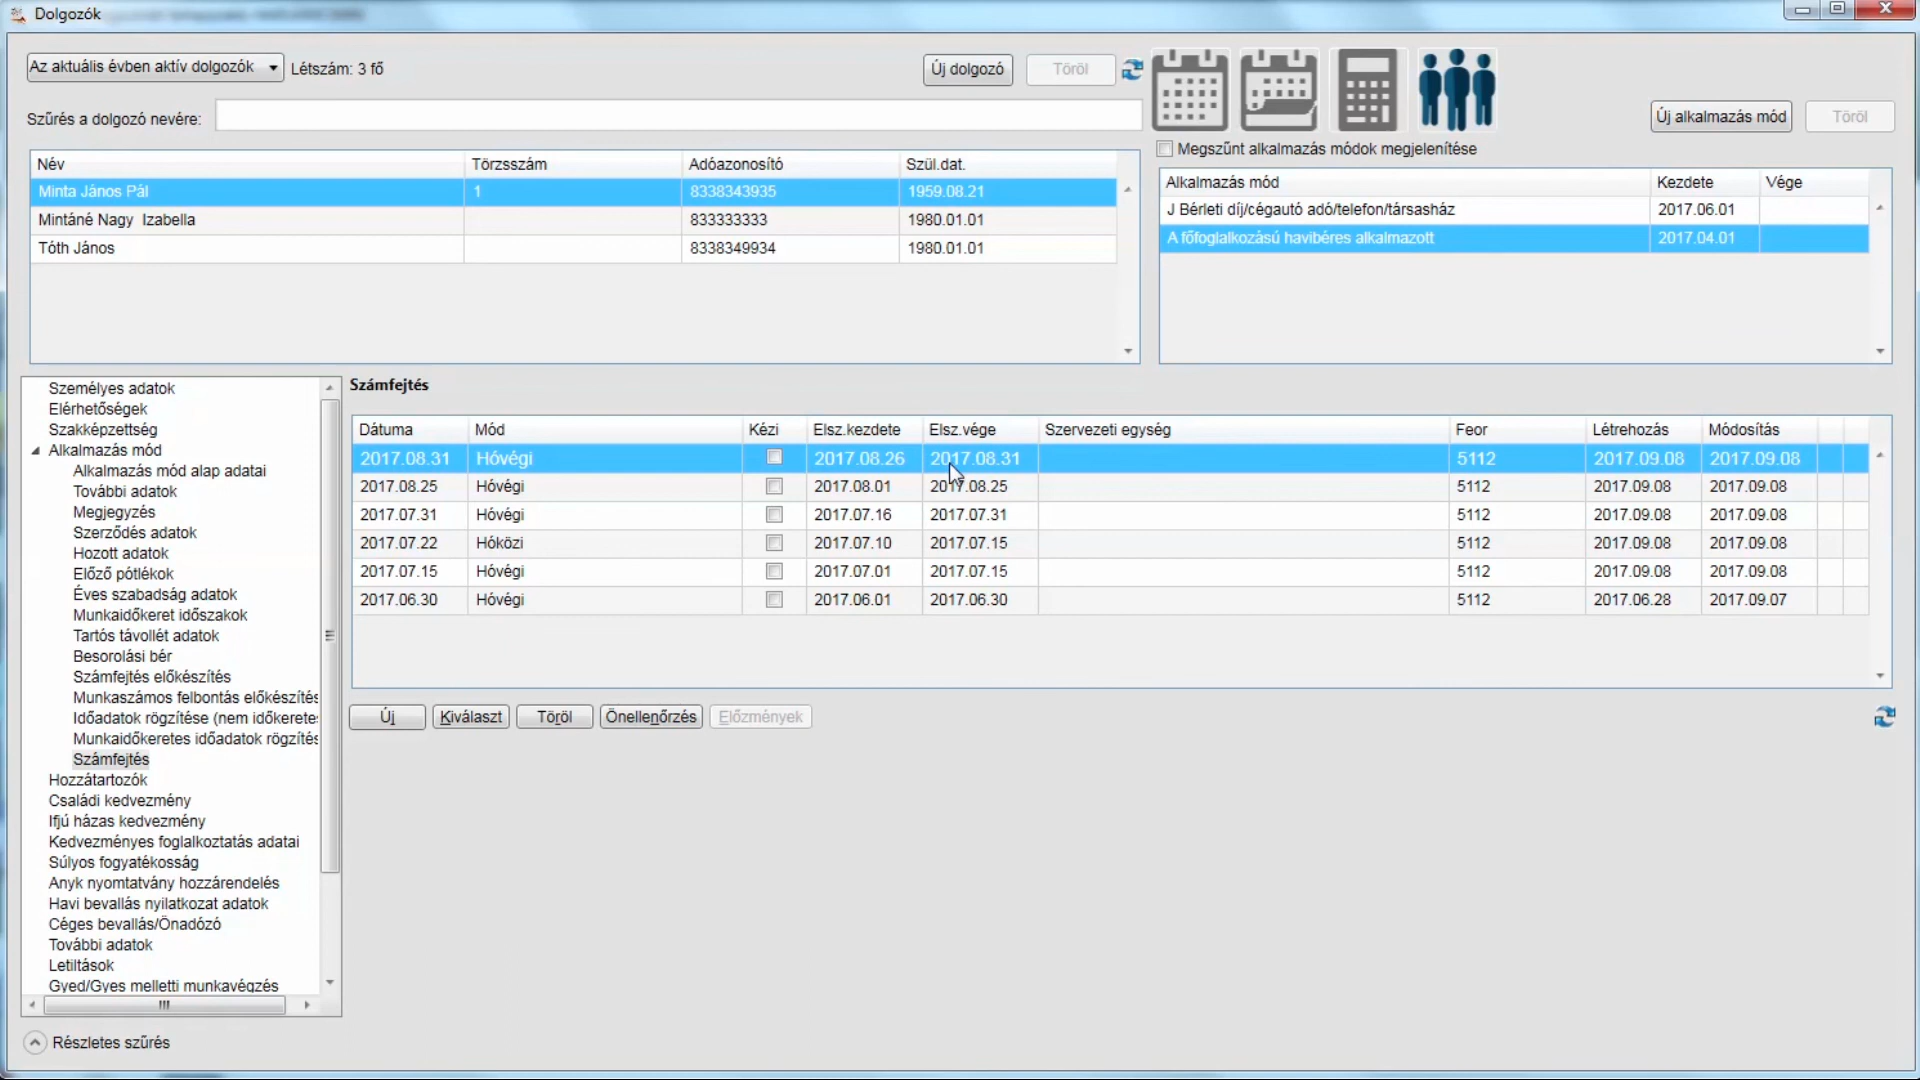 Dolgozók
Az aktuális évben aktív dolgozók
Létszám: 3 fő
Új dolgozó
Töröl
Szűrés a dolgozó nevére:
Új alkalmazás mód
Töröl
Megszűnt alkalmazás módok megjelenítése
Név Törzsszám Adóazonosító Szül.dat.
Minta János Pál 1 8338343935 1959.08.21
Mintáné Nagy Izabella 833333333 1980.01.01
Tóth János 8338349934 1980.01.01
Alkalmazás mód Kezdete Vége
J Bérleti díj/cégautó adó/telefon/társasház 2017.06.01
A főfoglalkozású havibéres alkalmazott 2017.04.01
Személyes adatok
Elérhetőségek
Szakképzettség
Alkalmazás mód
Alkalmazás mód alap adatai
További adatok
Megjegyzés
Szerződés adatok
Hozott adatok
Előző pótlékok
Éves szabadság adatok
Munkaidőkeret időszakok
Tartós távollét adatok
Besorolási bér
Számfejtés előkészítés
Munkaszámos felbontás előkészítés
Időadatok rögzítése (nem időkeretes
Munkaidőkeretes időadatok rögzítés
Számfejtés
Hozzátartozók
Családi kedvezmény
Ifjú házas kedvezmény
Kedvezményes foglalkoztatás adatai
Súlyos fogyatékosság
Anyk nyomtatvány hozzárendelés
Havi bevallás nyilatkozat adatok
Céges bevallás/Önadózó
További adatok
Letiltások
Gyed/Gyes melletti munkavégzés
Részletes szűrés
Számfejtés
Dátuma Mód Kézi Elsz.kezdete Elsz.vége Szervezeti egység Feor Létrehozás Módosítás
2017.08.31 Hóvégi 2017.08.26 2017.08.31 5112 2017.09.08 2017.09.08
2017.08.25 Hóvégi 2017.08.01 2017.08.25 5112 2017.09.08 2017.09.08
2017.07.31 Hóvégi 2017.07.16 2017.07.31 5112 2017.09.08 2017.09.08
2017.07.22 Hóközi 2017.07.10 2017.07.15 5112 2017.09.08 2017.09.08
2017.07.15 Hóvégi 2017.07.01 2017.07.15 5112 2017.09.08 2017.09.08
2017.06.30 Hóvégi 2017.06.01 2017.06.30 5112 2017.06.28 2017.09.07
Új Kiválaszt Töröl Önellenőrzés Előzmények